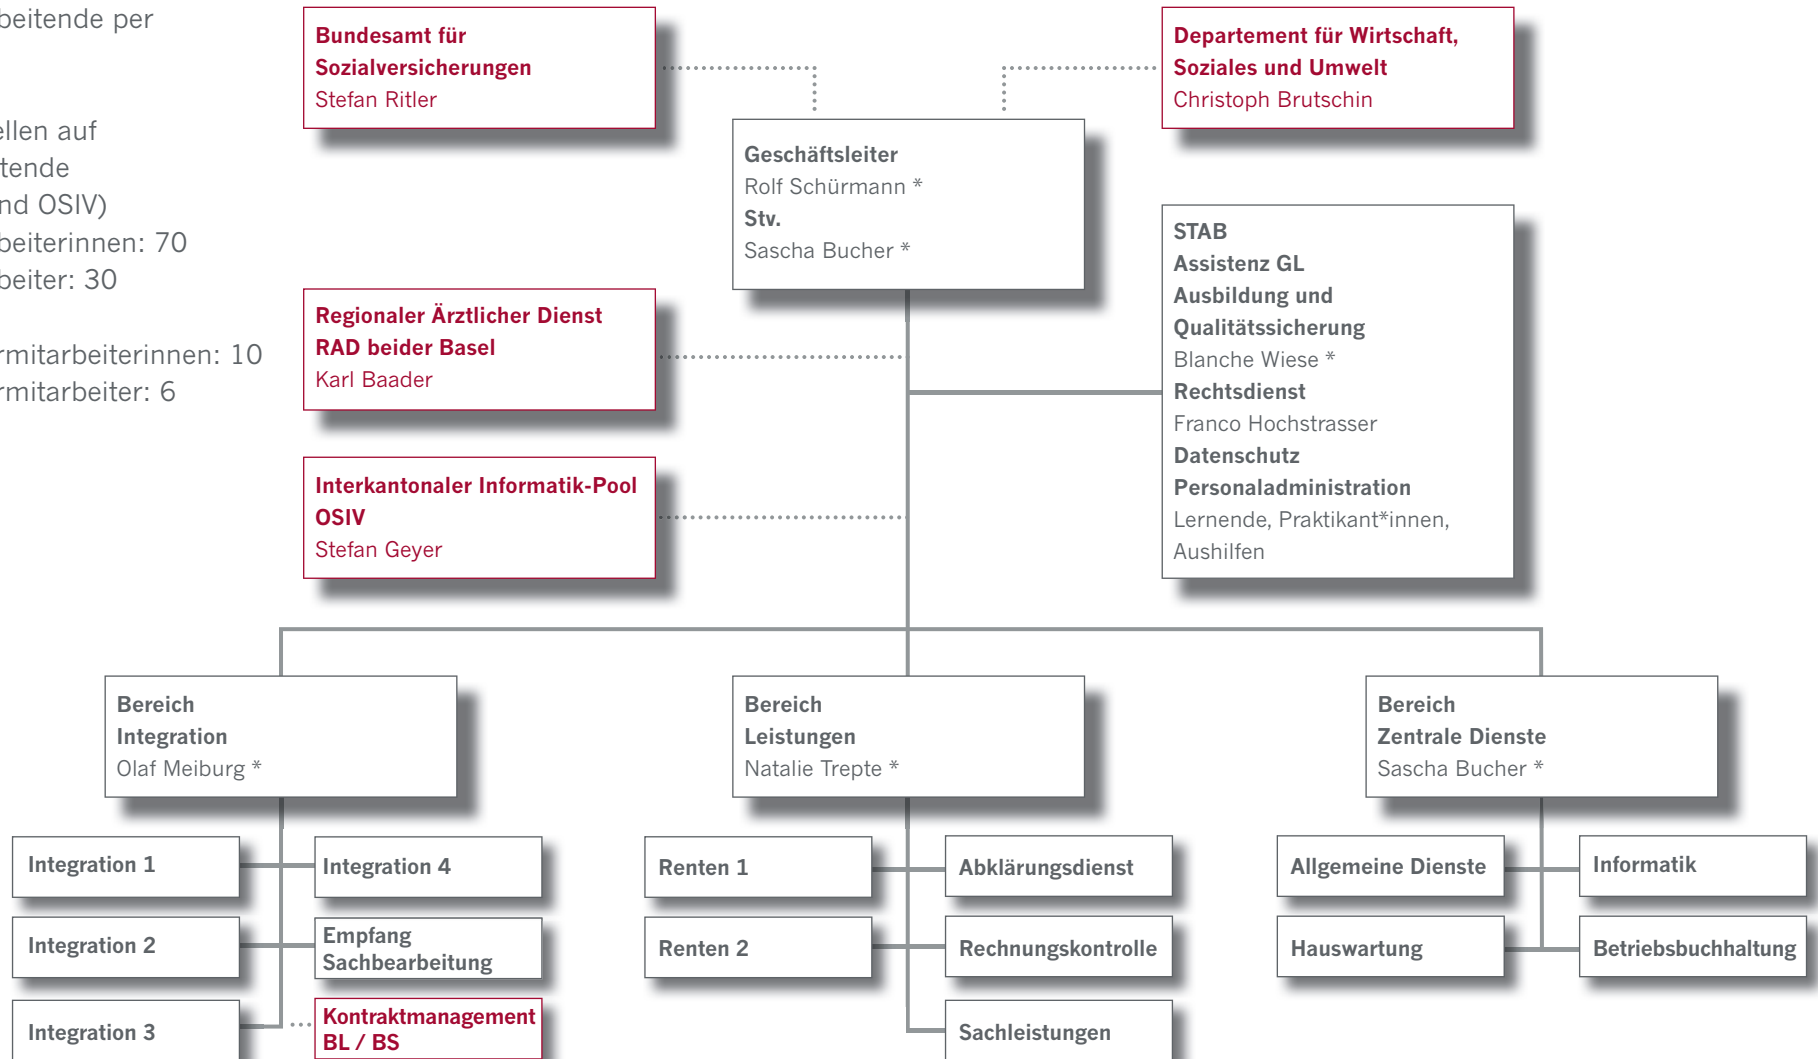 beitende per
ellen auf
tende
nd OSIV)
beiterinnen: 70
beiter: 30
rmitarbeiterinnen: 10
rmitarbeiter: 6
Bundesamt für
Sozialversicherungen
Stefan Ritler
Departement für Wirtschaft,
Soziales und Umwelt
Christoph Brutschin
Geschäftsleiter
Rolf Schürmann *
Stv.
Sascha Bucher *
STAB
Assistenz GL
Ausbildung und
Qualitätssicherung
Blanche Wiese *
Rechtsdienst
Franco Hochstrasser
Datenschutz
Personaladministration
Lernende, Praktikant*innen,
Aushilfen
Regionaler Ärztlicher Dienst
RAD beider Basel
Karl Baader
Interkantonaler Informatik-Pool
OSIV
Stefan Geyer
Bereich
Integration
Olaf Meiburg *
Bereich
Leistungen
Natalie Trepte *
Bereich
Zentrale Dienste
Sascha Bucher *
Integration 1
Integration 4
Integration 2
Empfang
Sachbearbeitung
Integration 3
Kontraktmanagement
BL / BS
Renten 1
Abklärungsdienst
Renten 2
Rechnungskontrolle
Sachleistungen
Allgemeine Dienste
Informatik
Hauswartung
Betriebsbuchhaltung